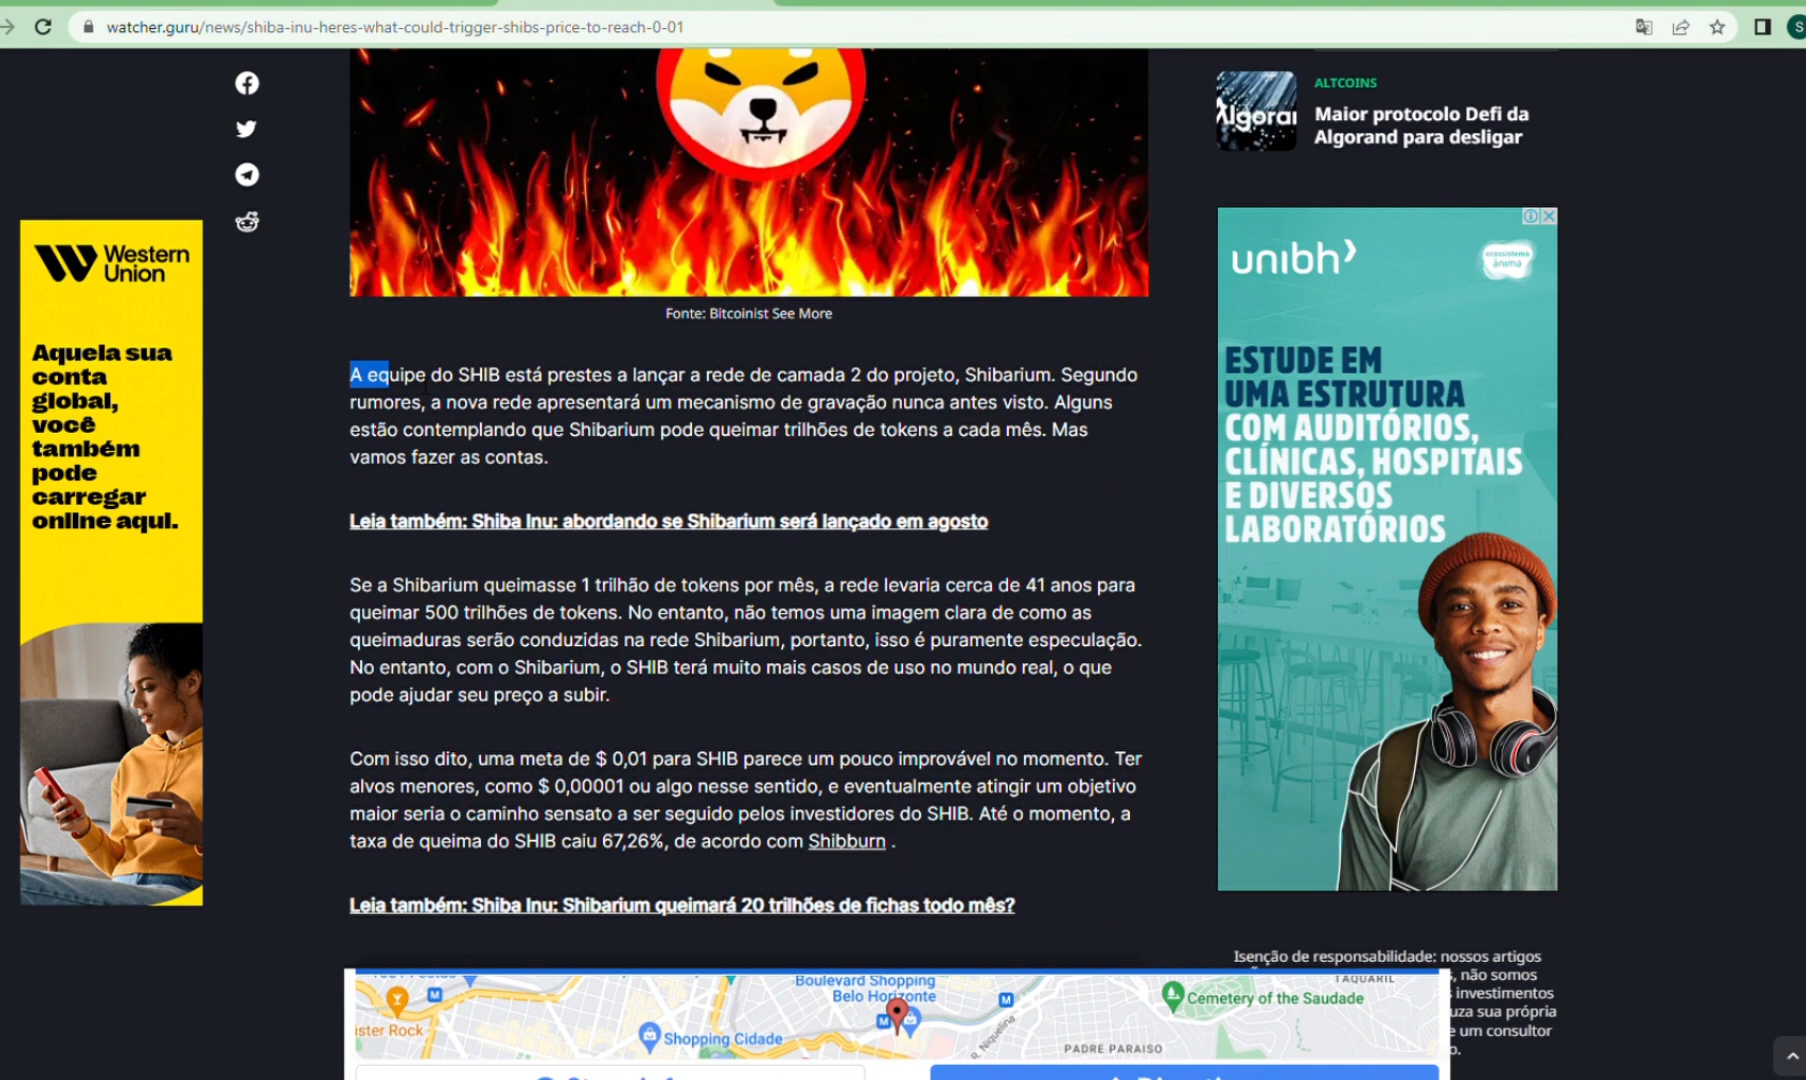 watcher.guru/news/shiba-inu-heres-what-could-trigger-shibs-price-to-reach-0-01
S
Western
Union
Aquela sua
conta
global,
você
também
pode
carregar
online aqui.
Fonte: Bitcoinist See More
A equipe do SHIB está prestes a lançar a rede de camada 2 do projeto, Shibarium. Segundo
rumores, a nova rede apresentará um mecanismo de gravação nunca antes visto. Alguns
estão contemplando que Shibarium pode queimar trilhões de tokens a cada mês. Mas
vamos fazer as contas.
Leia também: Shiba Inu: abordando se Shibarium será lançado em agosto
Se a Shibarium queimasse 1 trilhão de tokens por mês, a rede levaria cerca de 41 anos para
queimar 500 trilhões de tokens. No entanto, não temos uma imagem clara de como as
queimaduras serão conduzidas na rede Shibarium, portanto, isso é puramente especulação.
No entanto, com o Shibarium, o SHIB terá muito mais casos de uso no mundo real, o que
pode ajudar seu preço a subir.
Com isso dito, uma meta de $ 0,01 para SHIB parece um pouco improvável no momento. Ter
alvos menores, como $ 0,00001 ou algo nesse sentido, e eventualmente atingir um objetivo
maior seria o caminho sensato a ser seguido pelos investidores do SHIB. Até o momento, a
taxa de queima do SHIB caiu 67,26%, de acordo com Shibburn .
Leia também: Shiba Inu: Shibarium queimará 20 trilhões de fichas todo mês?
Algorand
ALTCOINS
Maior protocolo Defi da
Algorand para desligar
unibh
ecossistema
ânima
ESTUDE EM
UMA ESTRUTURA
COM AUDITÓRIOS,
CLÍNICAS, HOSPITAIS
E DIVERSOS
LABORATÓRIOS
Isenção de responsabilidade: nossos artigos
, não somos
investimentos
uza sua própria
e um consultor
o.
Boulevard Shopping
Belo Horizonte
M
M
M
ister Rock
Shopping Cidade
R. Niquelina
PADRE PARAISO
Cemetery of the Saudade
TAQUARIL